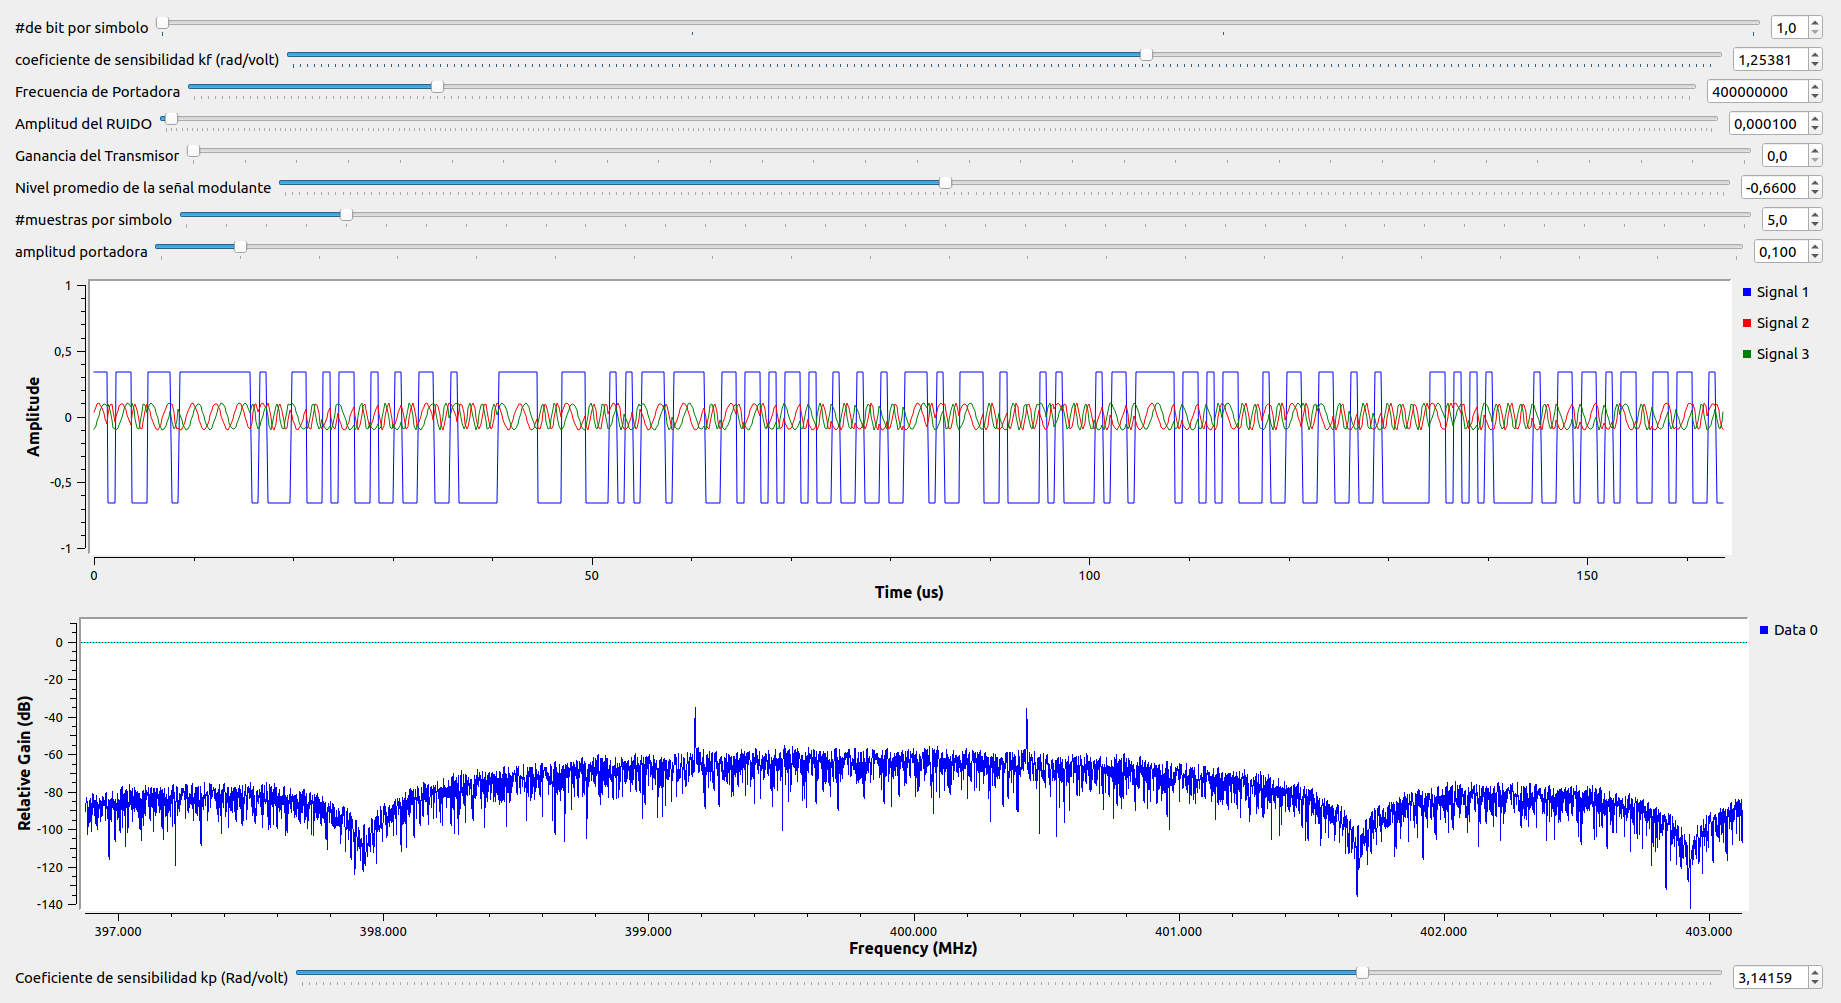 #de bit por simbolo 1,0
coeficiente de sensibilidad kf (rad/volt) 1,25381
Frecuencia de Portadora 400000000
Amplitud del RUIDO 0,000100
Ganancia del Transmisor 0,0
Nivel promedio de la señal modulante -0,6600
#muestras por simbolo 5,0
amplitud portadora 0,100
1
0,5
0
-0,5
-1
Amplitude
0 50 100 150
Time (us)
Signal 1
Signal 2
Signal 3
0
-20
-40
-60
-80
-100
-120
-140
Relative Gain (dB)
397.000 398.000 399.000 400.000 401.000 402.000 403.000
Frequency (MHz)
Data 0
Coeficiente de sensibilidad kp (Rad/volt) 3,14159